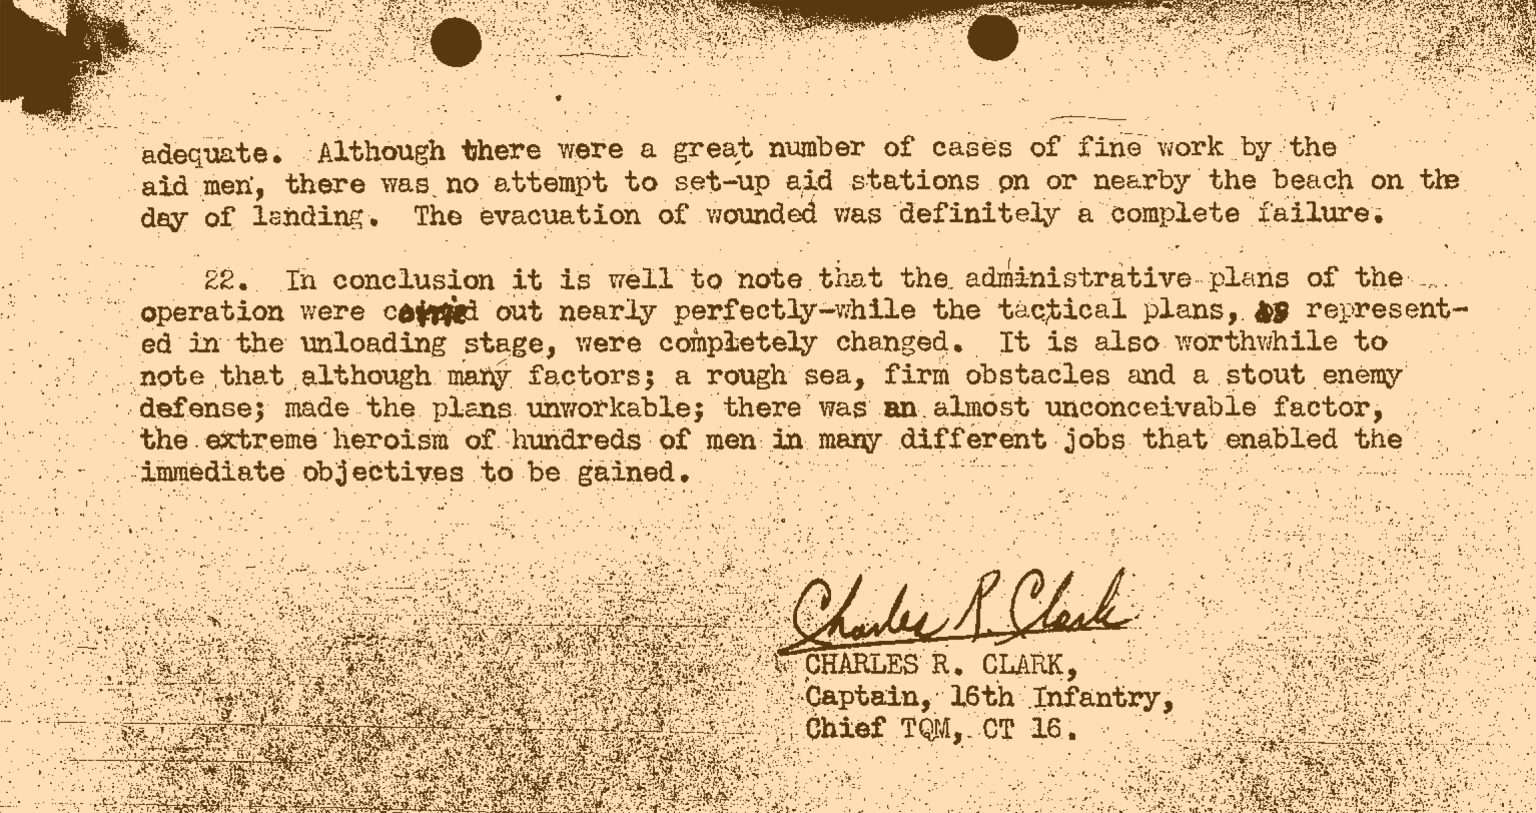 adequate. Although there were a great number of cases of fine work by the
aid men, there was no attempt to set-up aid stations on or nearby the beach on the
day of landing. The evacuation of wounded was definitely a complete failure.
22. In conclusion it is well to note that the administrative plans of the
operation were out nearly perfectly-while the tactical plans, as represent-
ed in the unloading stage, were completely changed. It is also worthwhile to
note that although many factors; a rough sea, firm obstacles and a stout enemy
defense; made the plans unworkable; there was an almost unconceivable factor,
the extreme heroism of hundreds of men in many different jobs that enabled the
immediate objectives to be gained.
Charles R. Clark
CHARLES R. CLARK,
Captain, 16th Infantry,
Chief TQM, CT 16.